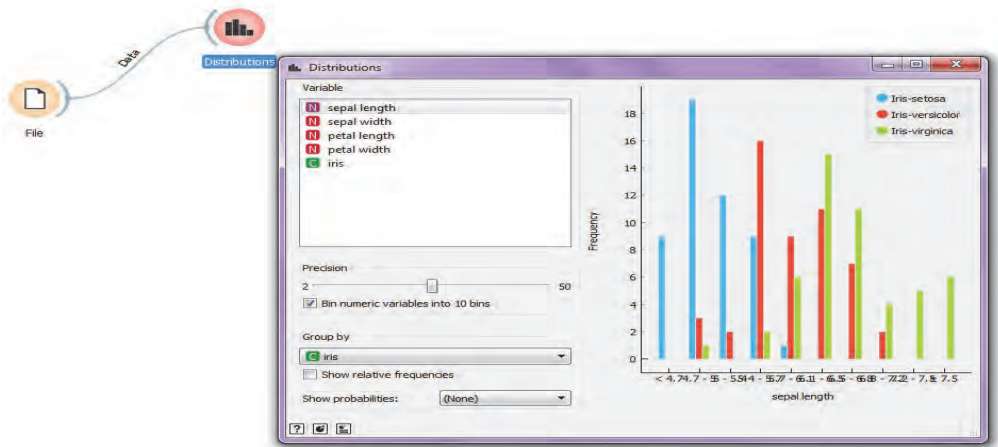 Data
Distributions
File
Distributions
Variable
N sepal length
N sepal width
N petal length
N petal width
C iris
Precision
2 50
Bin numeric variables into 10 bins
Group by
C iris
Show relative frequencies
Show probabilities: (None)
?
Iris-setosa
Iris-versicolor
Iris-virginica
18
16
14
12
10
8
6
4
2
0
Frequency
< 4.7
sepal length